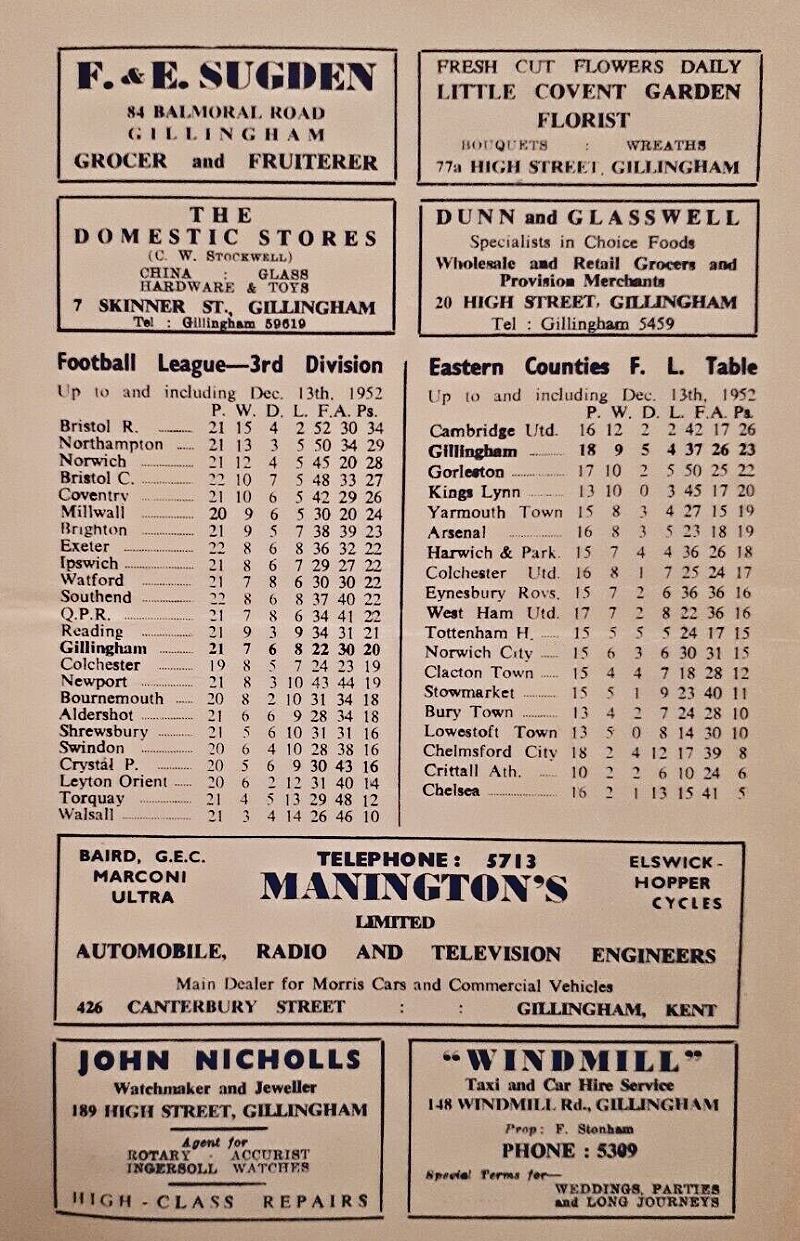 F. & E. SUGDEN
84 BALMORAL ROAD
GILLINGHAM
GROCER and FRUITERER
FRESH CUT FLOWERS DAILY
LITTLE COVENT GARDEN
FLORIST
BOUQUETS : WREATHS
77a HIGH STREET, GILLINGHAM
THE
DOMESTIC STORES
(C. W. STOCKWELL)
CHINA : GLASS
HARDWARE & TOYS
7 SKINNER ST., GILLINGHAM
Tel : Gillingham 59619
DUNN and GLASSWELL
Specialists in Choice Foods
Wholesale and Retail Grocers and
Provision Merchants
20 HIGH STREET, GILLINGHAM
Tel : Gillingham 5459
Football League—3rd Division
Up to and including Dec. 13th, 1952
P. W. D. L. F.A. Ps.
Bristol R. 21 15 4 2 52 30 34
Northampton 21 13 3 5 50 34 29
Norwich 21 12 4 5 45 20 28
Bristol C. 22 10 7 5 48 33 27
Coventry 21 10 6 5 42 29 26
Millwall 20 9 6 5 30 20 24
Brighton 21 9 5 7 38 39 23
Exeter 22 8 6 8 36 32 22
Ipswich 21 8 6 7 29 27 22
Watford 21 7 8 6 30 30 22
Southend 22 8 6 8 37 40 22
Q.P.R. 21 7 8 6 34 41 22
Reading 21 9 3 9 34 31 21
Gillingham 21 7 6 8 22 30 20
Colchester 19 8 5 7 24 23 19
Newport 21 8 3 10 43 44 19
Bournemouth 20 8 2 10 31 34 18
Aldershot 21 6 6 9 28 34 18
Shrewsbury 21 5 6 10 31 31 16
Swindon 20 6 4 10 28 38 16
Crystal P. 20 5 6 9 30 43 16
Leyton Orient 20 6 2 12 31 40 14
Torquay 21 4 5 13 29 48 12
Walsall 21 3 4 14 26 46 10
Eastern Counties F. L. Table
Up to and including Dec. 13th, 1952
P. W. D. L. F.A. Ps.
Cambridge Utd. 16 12 2 2 42 17 26
Gillingham 18 9 5 4 37 26 23
Gorleston 17 10 2 5 50 25 22
Kings Lynn 13 10 0 3 45 17 20
Yarmouth Town 15 8 3 4 27 15 19
Arsenal 16 8 3 5 23 18 19
Harwich & Park. 15 7 4 4 36 26 18
Colchester Utd. 16 8 1 7 25 24 17
Eynesbury Rovs. 15 7 2 6 36 36 16
West Ham Utd. 17 7 2 8 22 36 16
Tottenham H. 15 5 5 5 24 17 15
Norwich City 15 6 3 6 30 31 15
Clacton Town 15 4 4 7 18 28 12
Stowmarket 15 5 1 9 23 40 11
Bury Town 13 4 2 7 24 28 10
Lowestoft Town 13 5 0 8 14 30 10
Chelmsford City 18 2 4 12 17 39 8
Crittall Ath. 10 2 2 6 10 24 6
Chelsea 16 2 1 13 15 41 5
BAIRD, G.E.C.
MARCONI
ULTRA
TELEPHONE : 5713
MANINGTON'S
LIMITED
ELSWICK-
HOPPER
CYCLES
AUTOMOBILE, RADIO AND TELEVISION ENGINEERS
Main Dealer for Morris Cars and Commercial Vehicles
426 CANTERBURY STREET : : GILLINGHAM, KENT
JOHN NICHOLLS
Watchmaker and Jeweller
189 HIGH STREET, GILLINGHAM
Agent for
ROTARY - ACCURIST
INGERSOLL WATCHES
HIGH-CLASS REPAIRS
"WINDMILL"
Taxi and Car Hire Service
148 WINDMILL Rd., GILLINGHAM
Prop: F. Stonham
PHONE : 5309
Special Terms for—
WEDDINGS, PARTIES
and LONG JOURNEYS